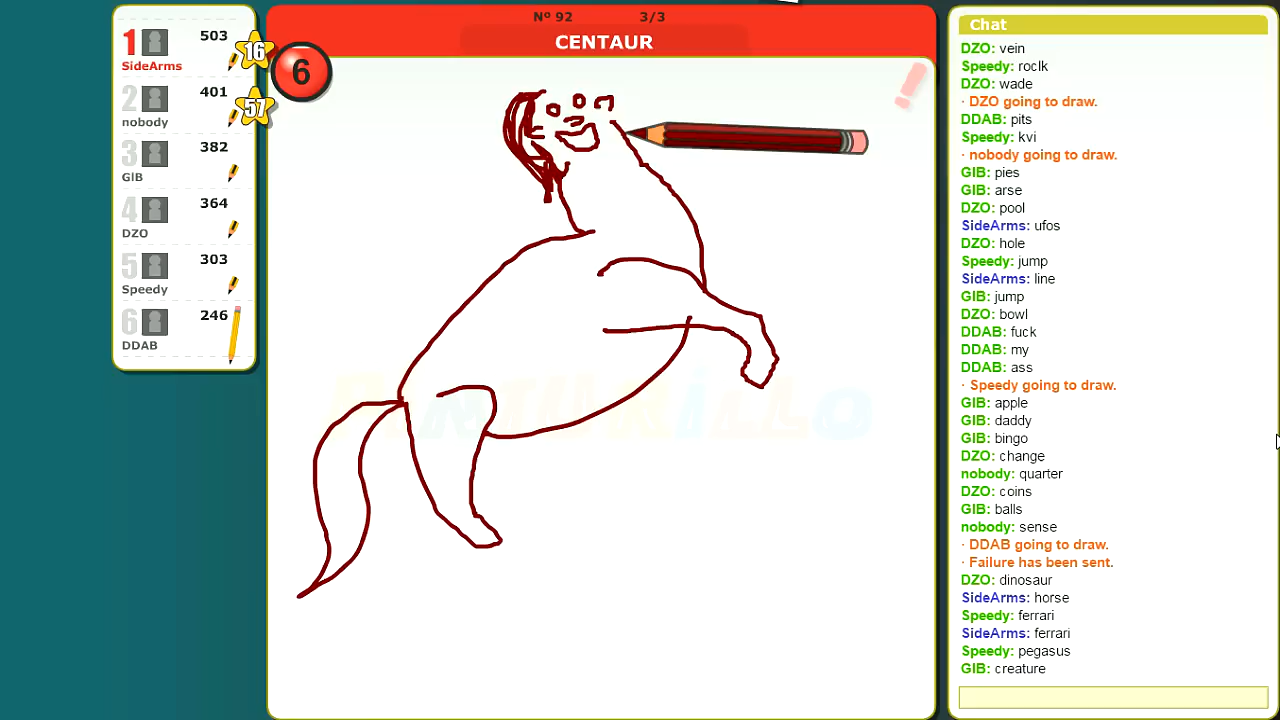 1 503
SideArms
16
2 401
nobody
57
3 382
GIB
4 364
DZO
5 303
Speedy
6 246
DDAB
Nº 92 3/3
CENTAUR
6
Chat
DZO: vein
Speedy: roclk
DZO: wade
· DZO going to draw.
DDAB: pits
Speedy: kvi
· nobody going to draw.
GIB: pies
GIB: arse
DZO: pool
SideArms: ufos
DZO: hole
Speedy: jump
SideArms: line
GIB: jump
DZO: bowl
DDAB: fuck
DDAB: my
DDAB: ass
· Speedy going to draw.
GIB: apple
GIB: daddy
GIB: bingo
DZO: change
nobody: quarter
DZO: coins
GIB: balls
nobody: sense
· DDAB going to draw.
· Failure has been sent.
DZO: dinosaur
SideArms: horse
Speedy: ferrari
SideArms: ferrari
Speedy: pegasus
GIB: creature